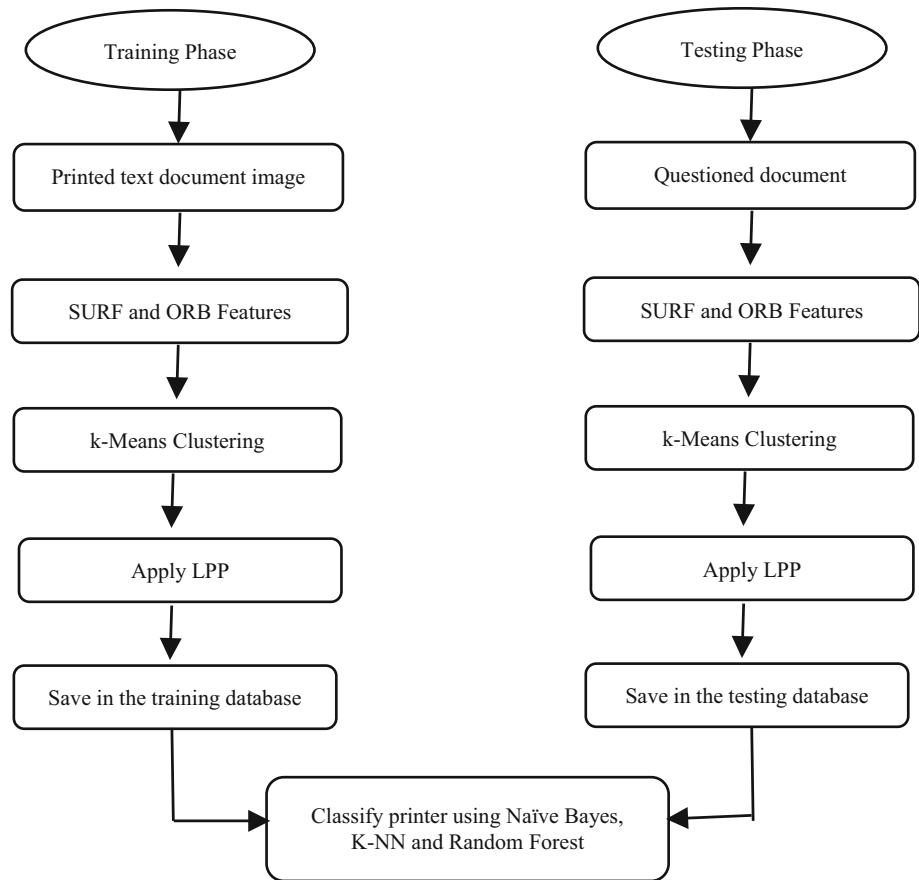 Training Phase
Printed text document image
SURF and ORB Features
k-Means Clustering
Apply LPP
Save in the training database
Testing Phase
Questioned document
SURF and ORB Features
k-Means Clustering
Apply LPP
Save in the testing database
Classify printer using Naïve Bayes,
K-NN and Random Forest